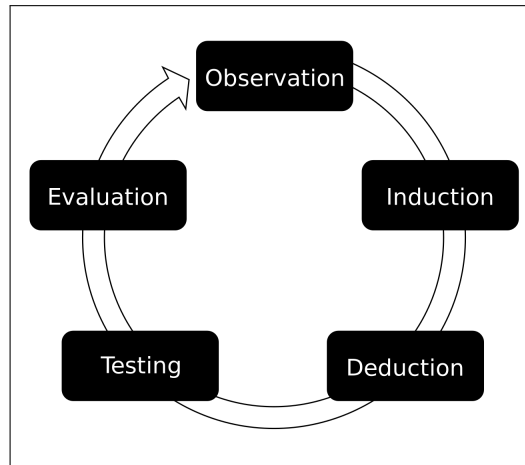 Observation
Induction
Deduction
Testing
Evaluation